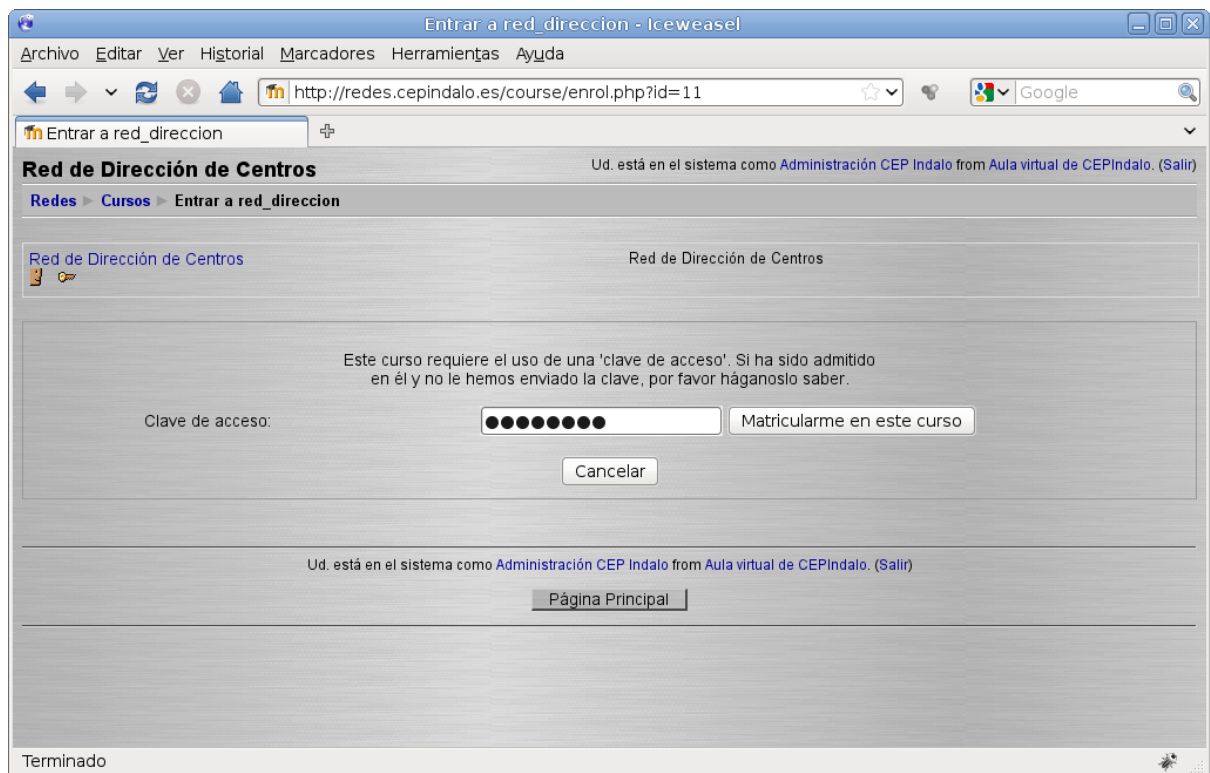 Entrar a red_direccion - Iceweasel
Archivo Editar Ver Historial Marcadores Herramientas Ayuda
http://redes.cepindalo.es/course/enrol.php?id=11 Google
Entrar a red_direccion
Red de Dirección de Centros Ud. está en el sistema como Administración CEP Indalo from Aula virtual de CEPIndalo. (Salir)
Redes Cursos Entrar a red_direccion
Red de Dirección de Centros Red de Dirección de Centros
Este curso requiere el uso de una 'clave de acceso'. Si ha sido admitido
en él y no le hemos enviado la clave, por favor háganoslo saber.
Clave de acceso: ●●●●●●●● Matricularme en este curso
Cancelar
Ud. está en el sistema como Administración CEP Indalo from Aula virtual de CEPIndalo. (Salir)
Página Principal
Terminado